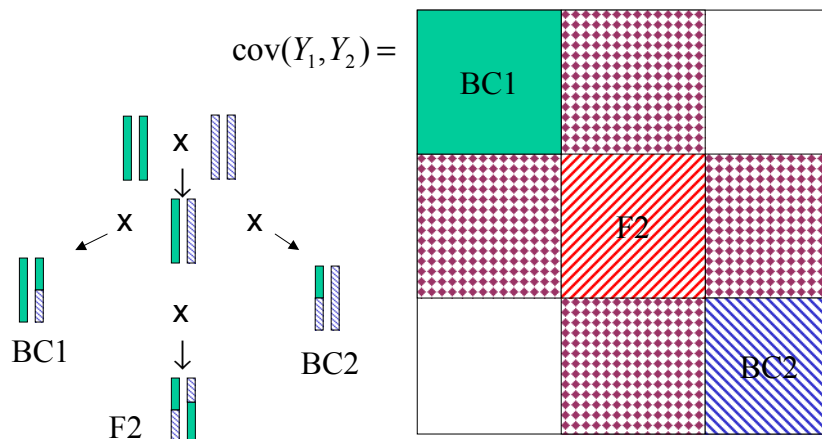 cov(Y₁,Y₂) =
BC1
x
x
x
F2
BC1
x
BC2
BC2
F2